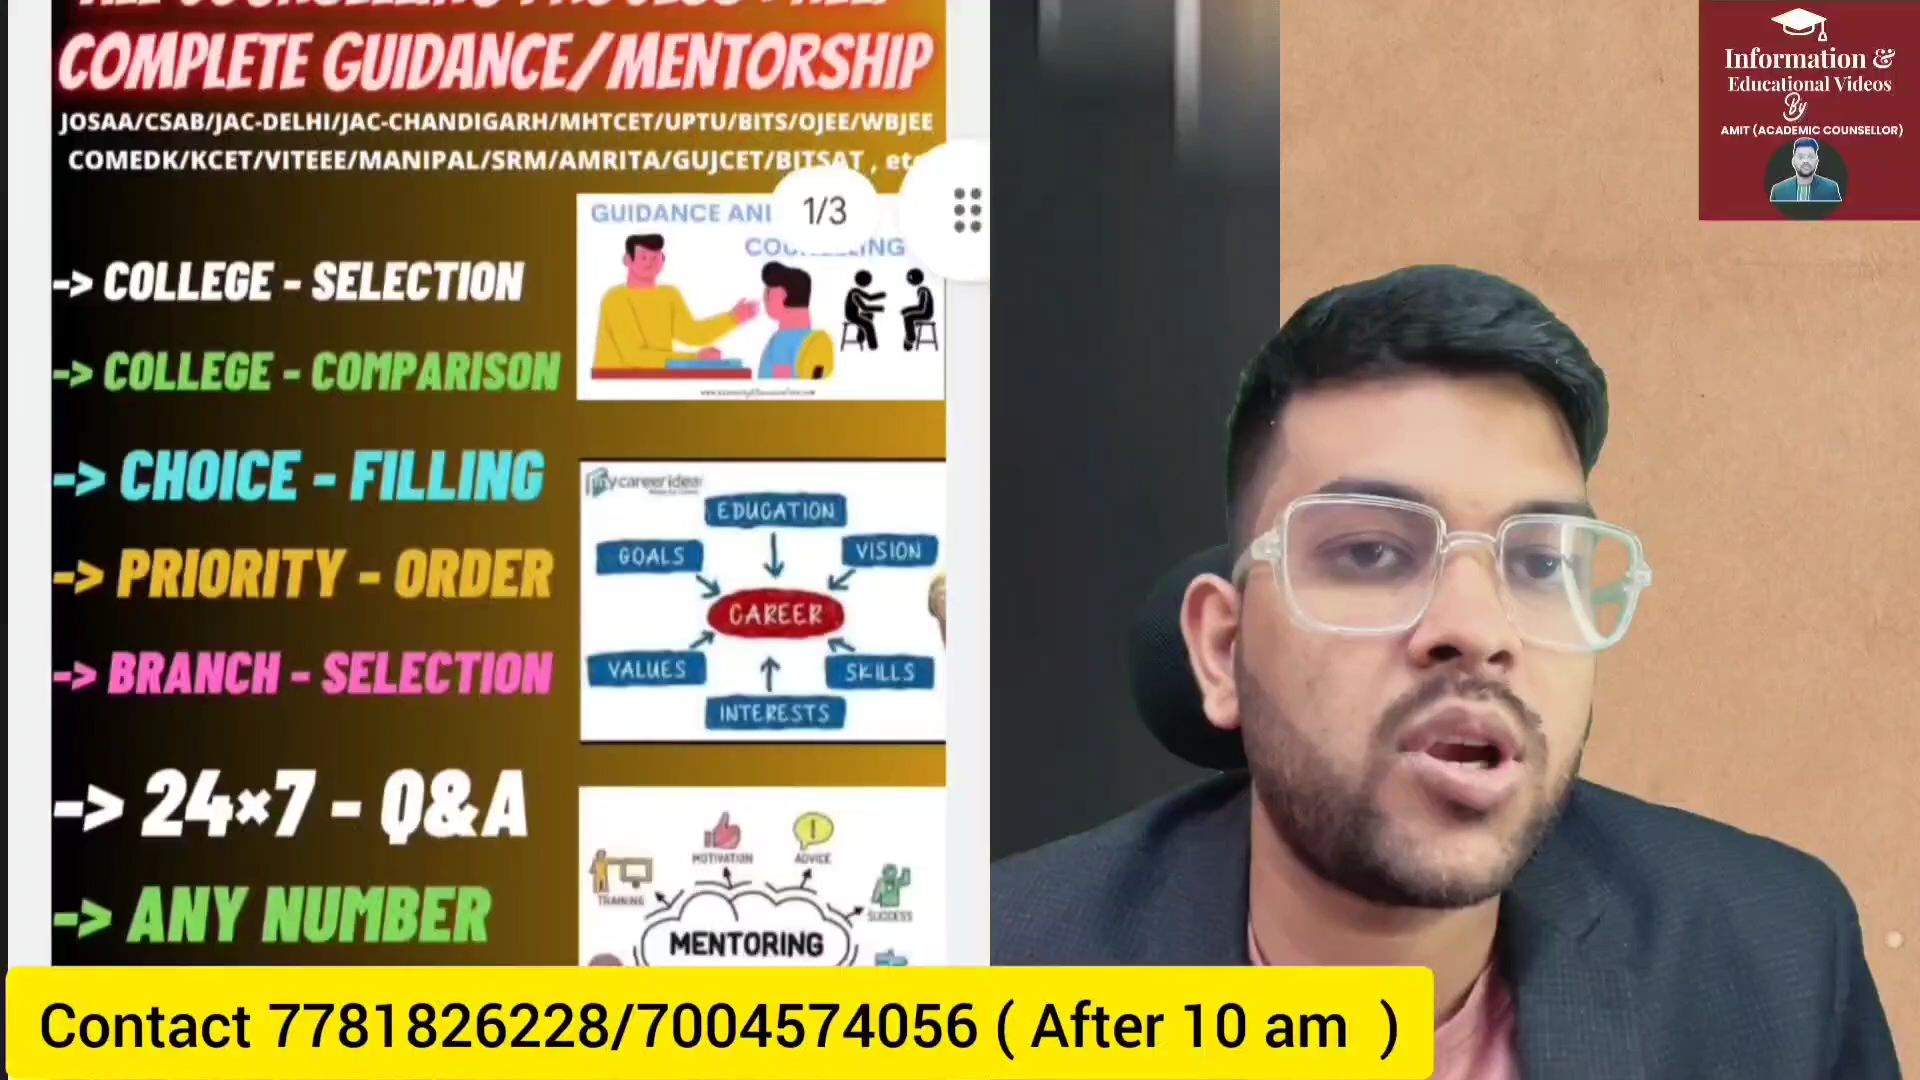 COMPLETE GUIDANCE/MENTORSHIP
JOSAA/CSAB/JAC-DELHI/JAC-CHANDIGARH/MHTCET/UPTU/BITS/OJEE/WBJEE
COMEDK/KCET/VITEEE/MANIPAL/SRM/AMRITA/GUJCET/BITSAT , etc
-> COLLEGE - SELECTION
-> COLLEGE - COMPARISON
-> CHOICE - FILLING
-> PRIORITY - ORDER
-> BRANCH - SELECTION
-> 24×7 - Q&A
-> ANY NUMBER
GUIDANCE
1/3
mycareeridea
EDUCATION
GOALS
VISION
CAREER
VALUES
SKILLS
INTERESTS
MOTIVATION
ADVICE
TRAINING
SUCCESS
MENTORING
Information &
Educational Videos
By
AMIT (ACADEMIC COUNSELLOR)
Contact 7781826228/7004574056 ( After 10 am )